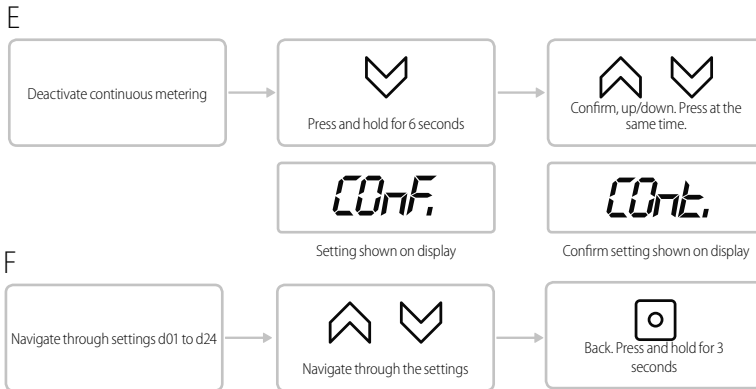 E
Deactivate continuous metering
Press and hold for 6 seconds
Confirm, up/down. Press at the
same time.
COnF.
COnt.
Setting shown on display
Confirm setting shown on display
F
Navigate through settings d01 to d24
Navigate through the settings
Back. Press and hold for 3
seconds